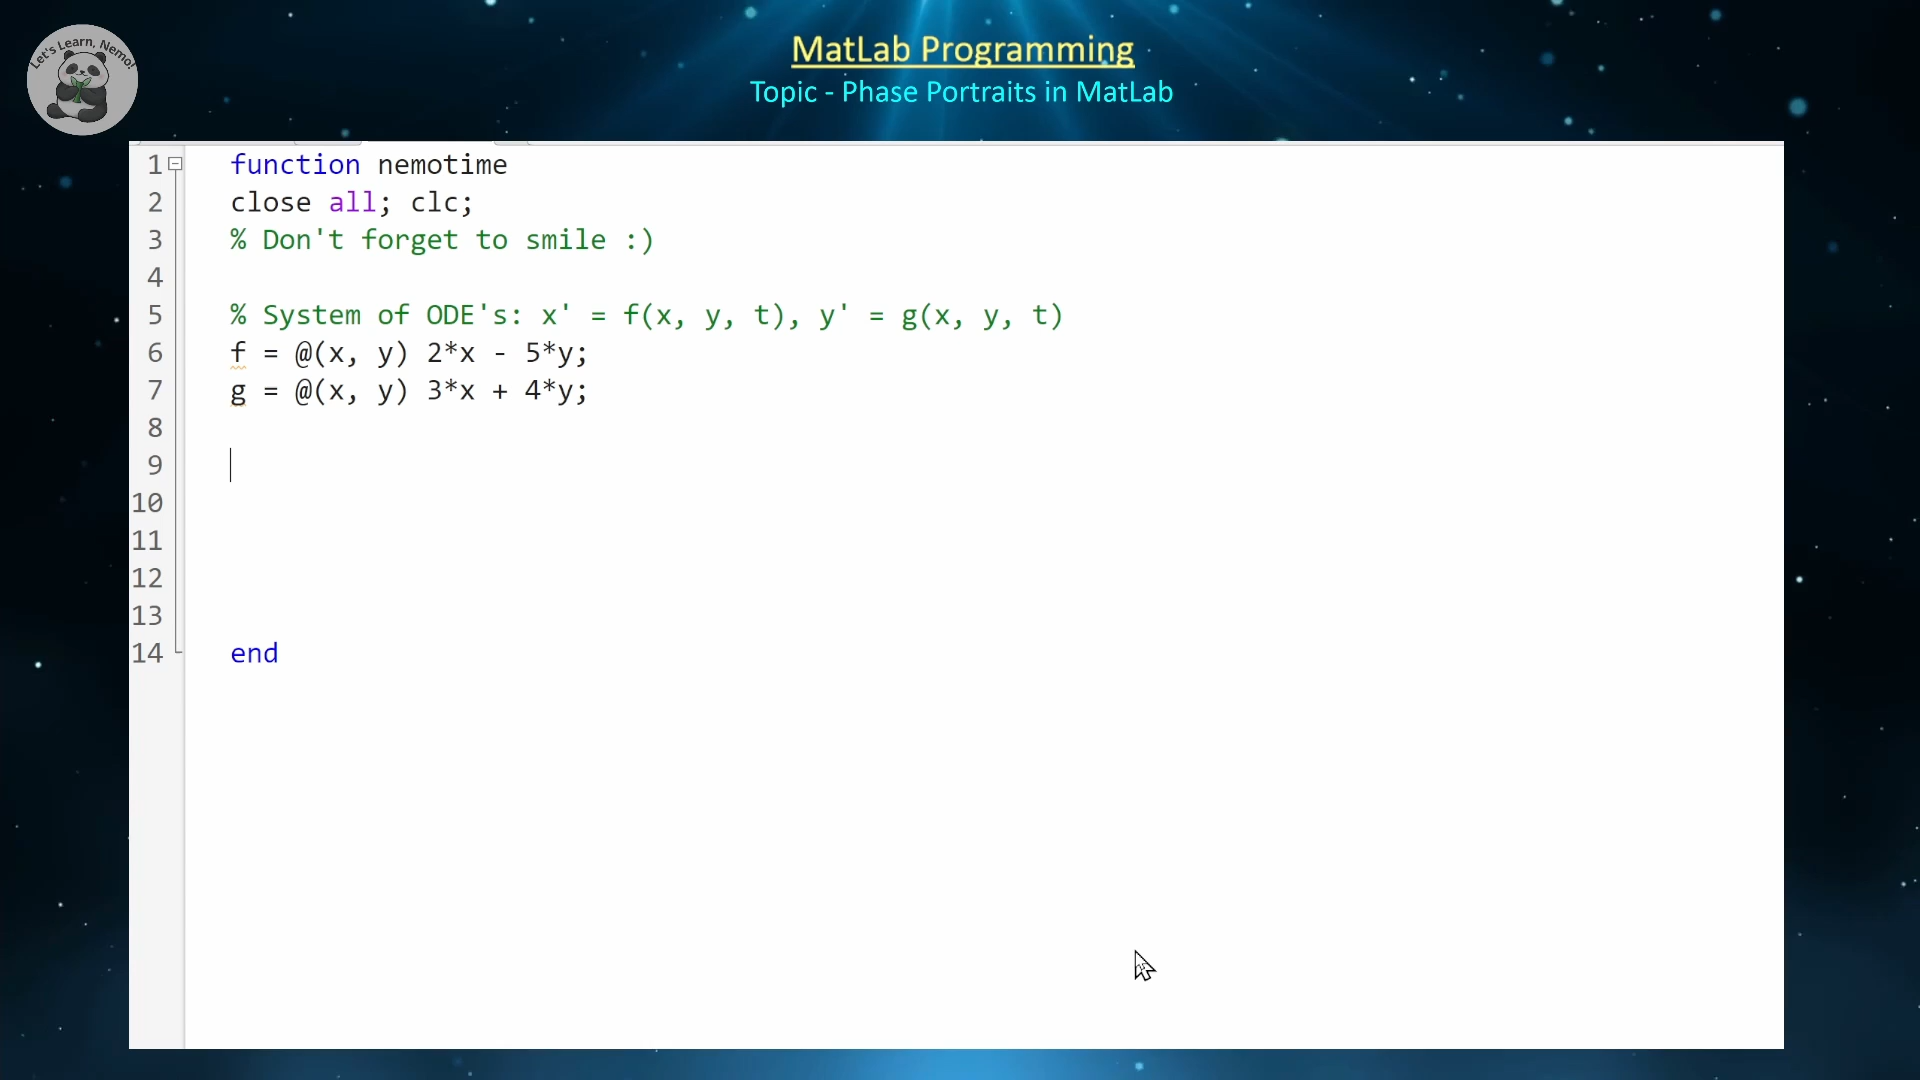 Let's Learn, Nemo!
MatLab Programming
Topic - Phase Portraits in MatLab
1 function nemotime
2 close all; clc;
3 % Don't forget to smile :)
4
5 % System of ODE's: x' = f(x, y, t), y' = g(x, y, t)
6 f = @(x, y) 2*x - 5*y;
7 g = @(x, y) 3*x + 4*y;
8
9
10
11
12
13
14 end